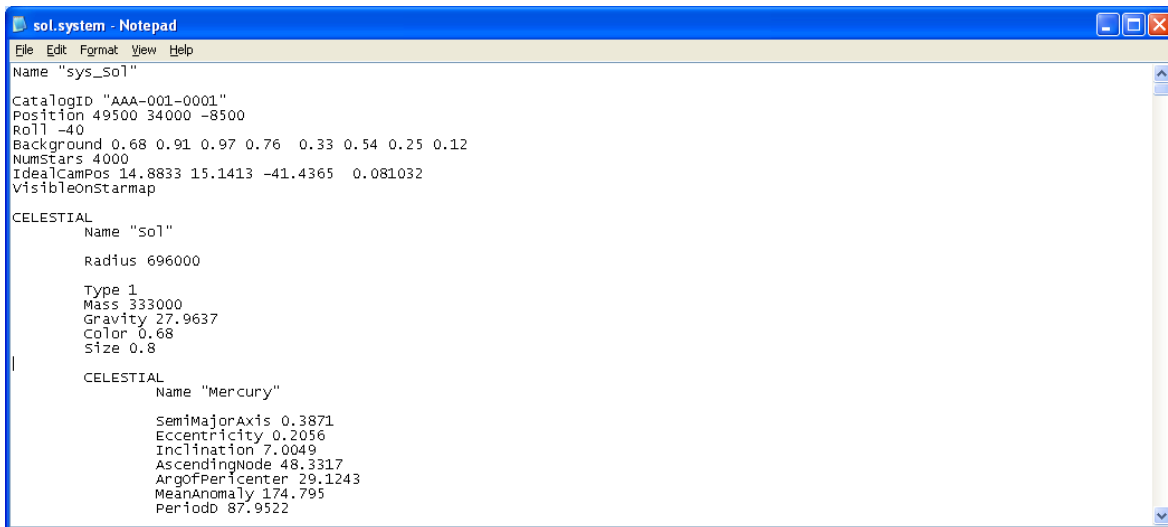 sol.system - Notepad
File Edit Format View Help
Name "sys_Sol"
CatalogID "AAA-001-0001"
Position 49500 34000 -8500
Roll -40
Background 0.68 0.91 0.97 0.76  0.33 0.54 0.25 0.12
NumStars 4000
IdealCamPos 14.8833 15.1413 -41.4365  0.081032
VisibleOnStarmap
CELESTIAL
Name "Sol"
Radius 696000
Type 1
Mass 333000
Gravity 27.9637
Color 0.68
Size 0.8
CELESTIAL
Name "Mercury"
SemiMajorAxis 0.3871
Eccentricity 0.2056
Inclination 7.0049
AscendingNode 48.3317
ArgOfPericenter 29.1243
MeanAnomaly 174.795
PeriodD 87.9522